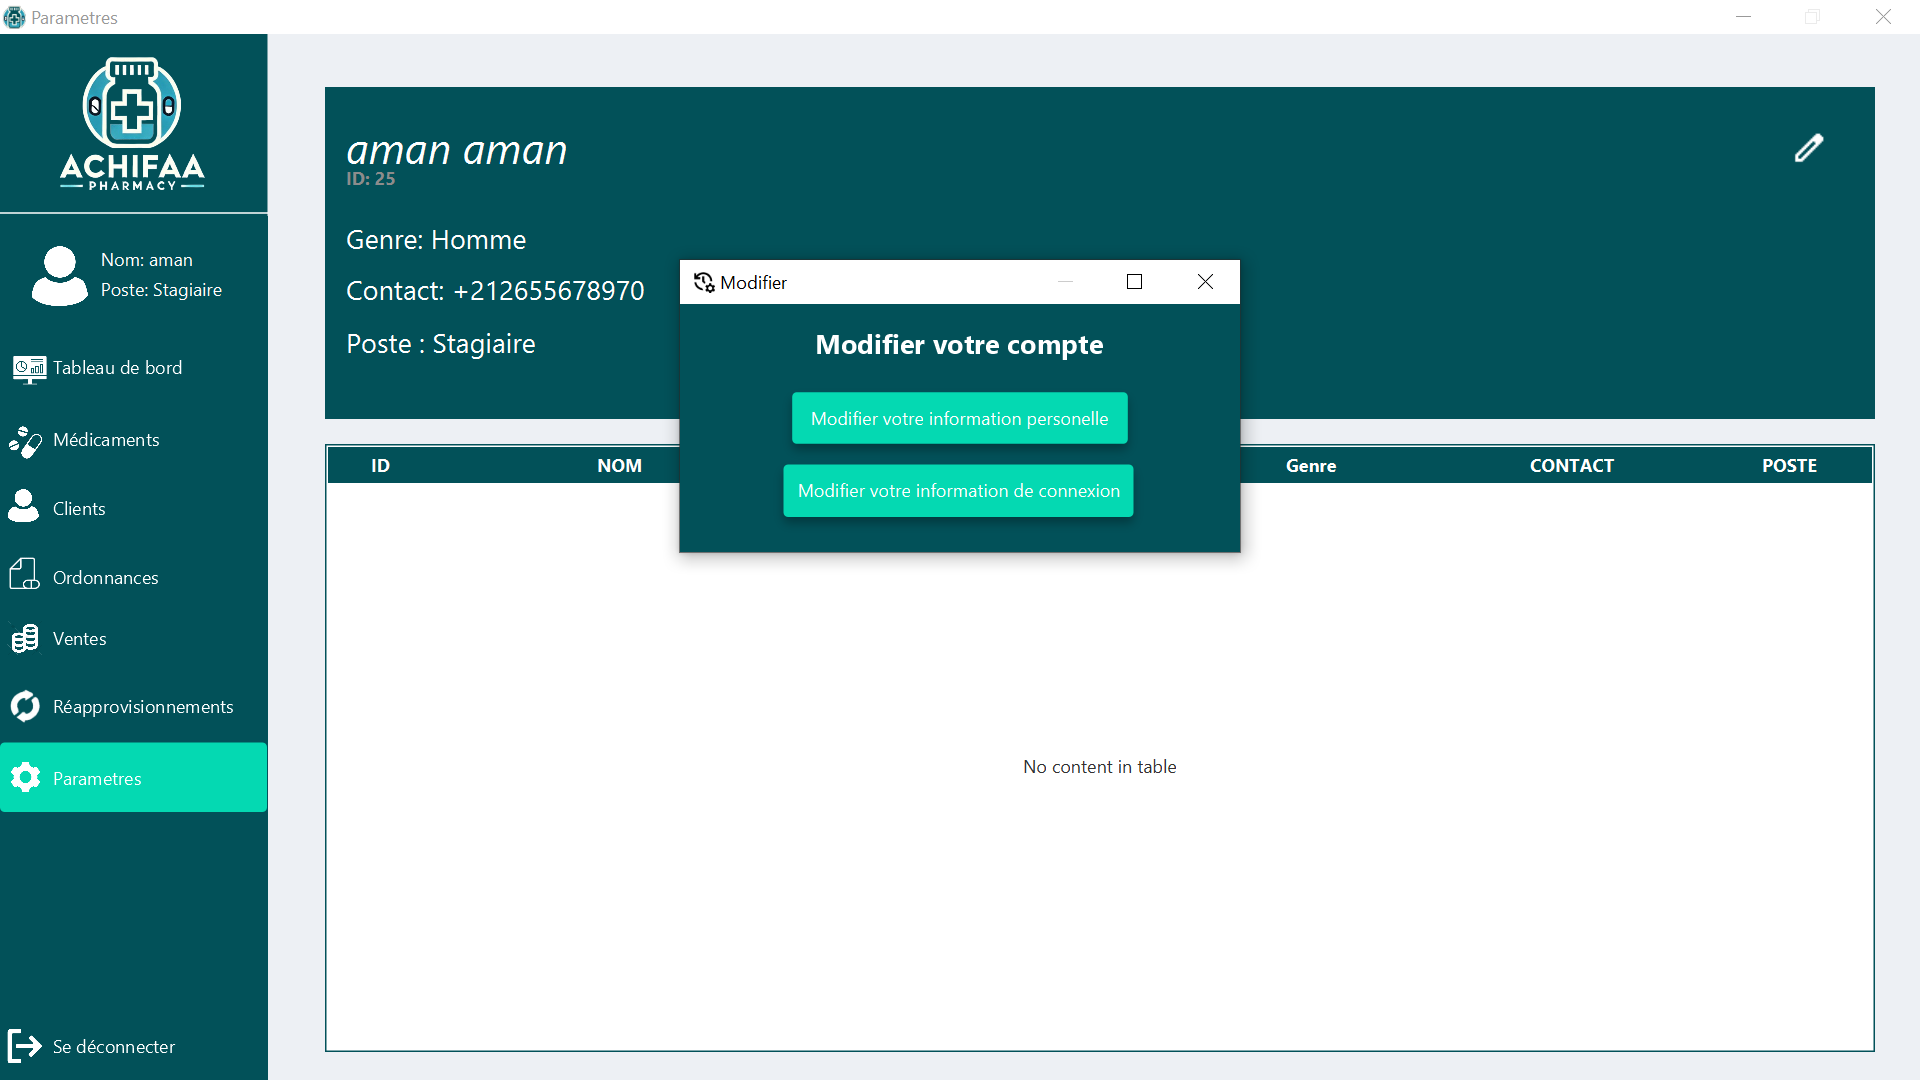 Parametres
ACHIFAA
PHARMACY
Nom: aman
Poste: Stagiaire
Tableau de bord
Médicaments
Clients
Ordonnances
Ventes
Réapprovisionnements
Parametres
Se déconnecter
aman aman
ID: 25
Genre: Homme
Contact: +212655678970
Poste : Stagiaire
Modifier
Modifier votre compte
Modifier votre information personelle
Modifier votre information de connexion
ID NOM Genre CONTACT POSTE
No content in table